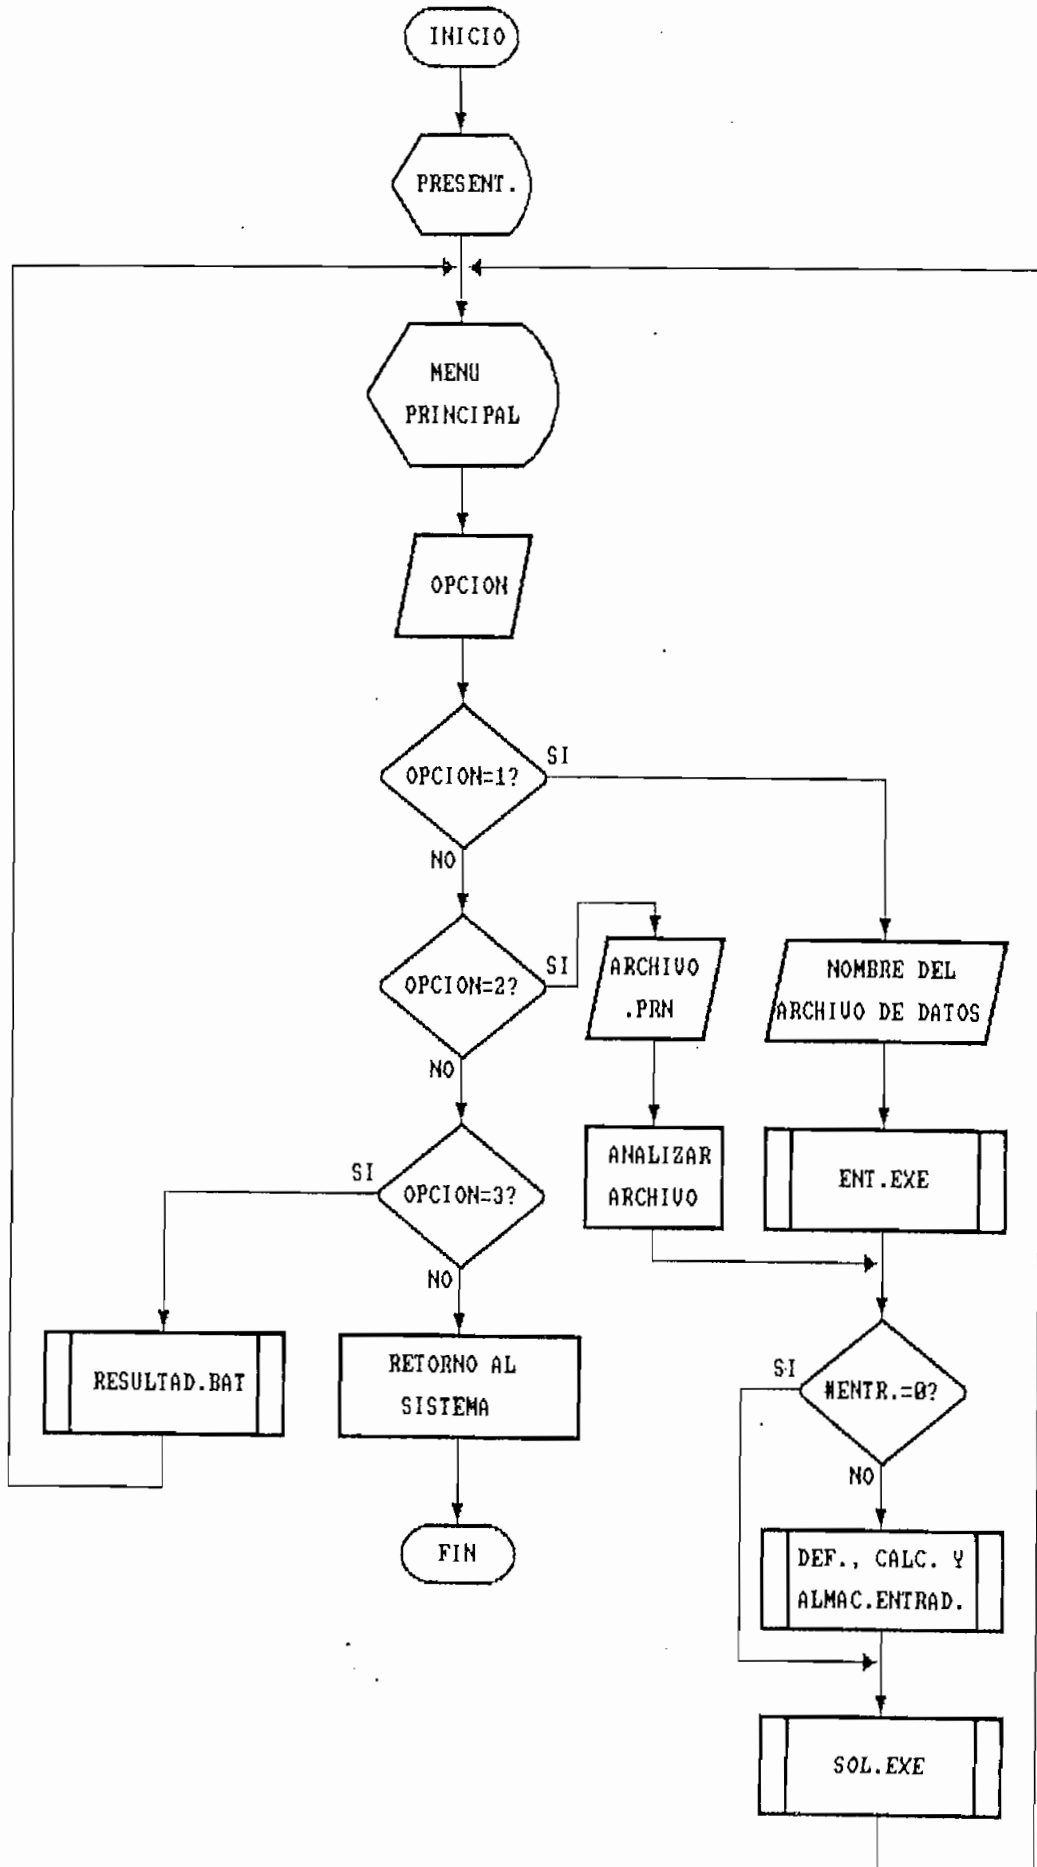 INICIO
PRESENT.
MENU
PRINCIPAL
OPCION
OPCION=1?
SI
NO
OPCION=2?
SI
NO
ARCHIVO
.PRN
NOMBRE DEL
ARCHIVO DE DATOS
ANALIZAR
ARCHIVO
ENT.EXE
OPCION=3?
SI
NO
RESULTAD.BAT
RETORNO AL
SISTEMA
FIN
#ENTR.=0?
SI
NO
DEF., CALC. Y
ALMAC.ENTRAD.
SOL.EXE